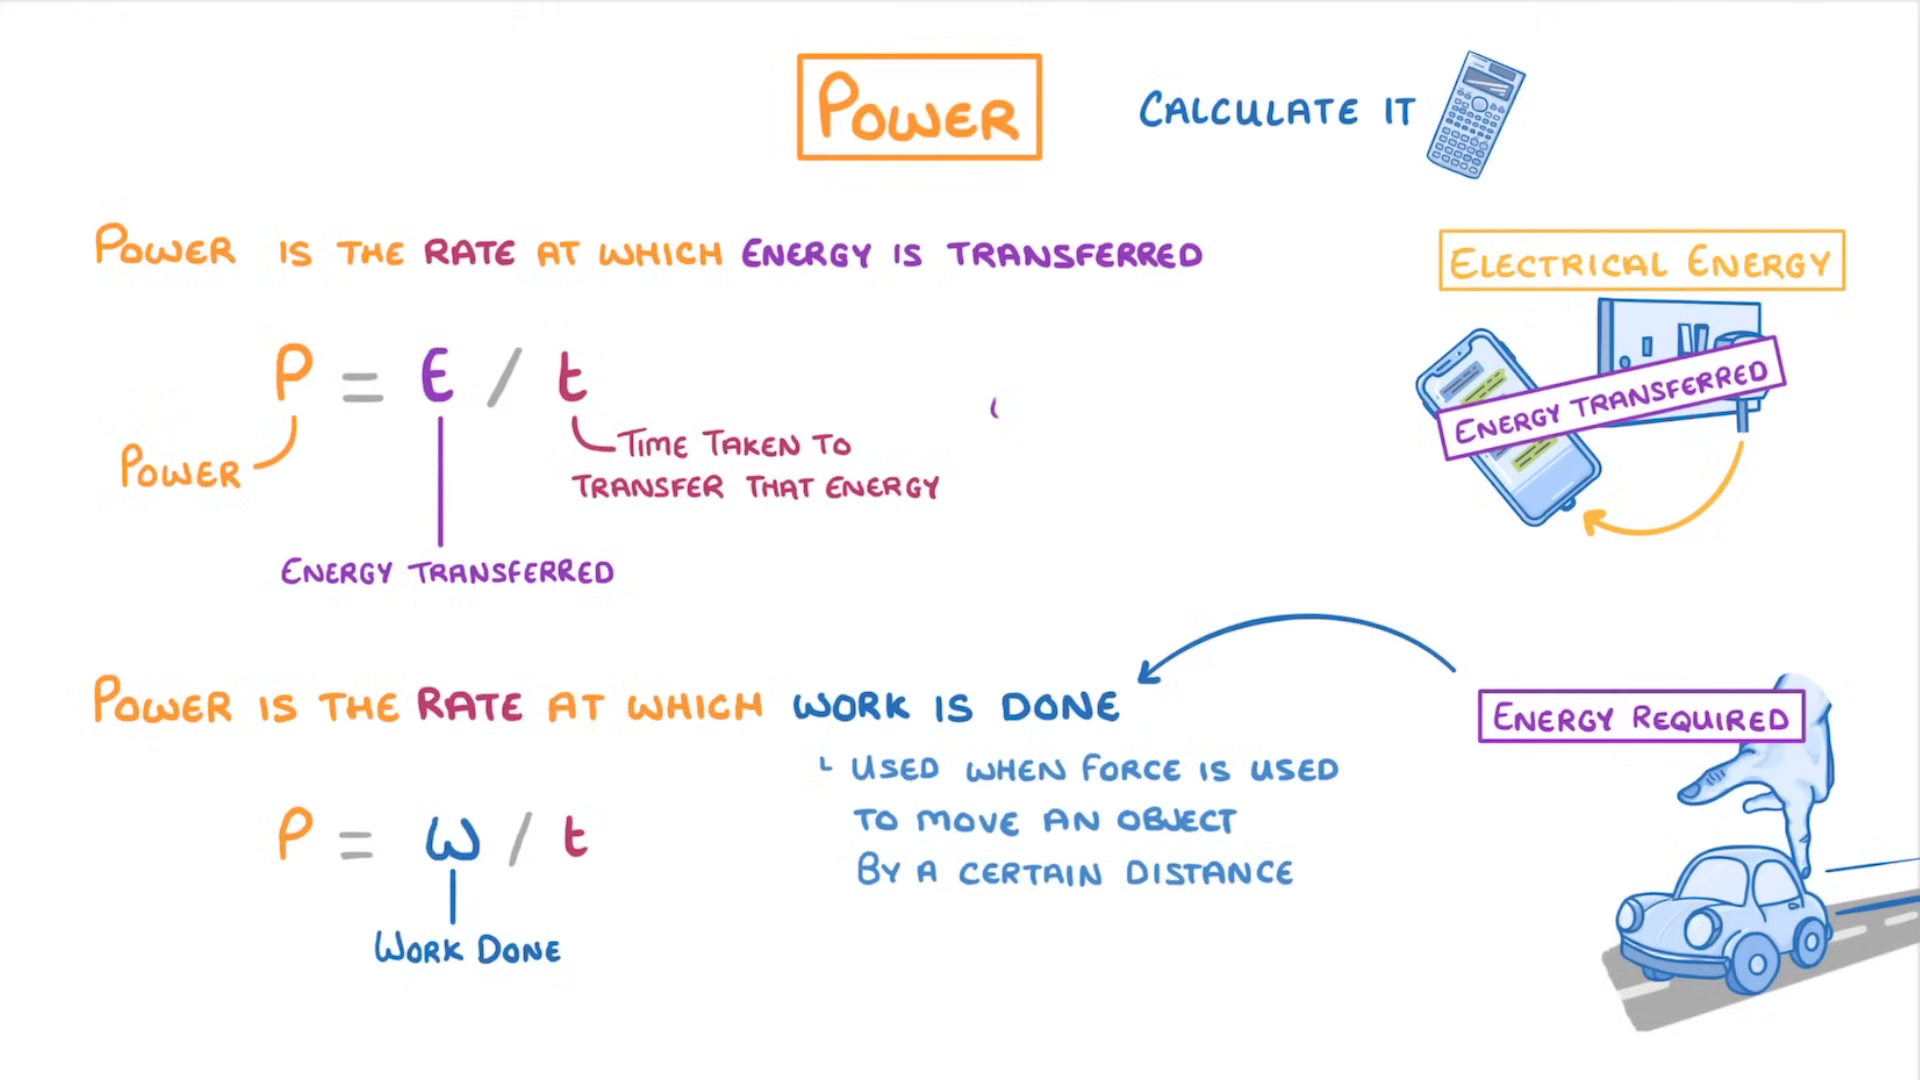 POWER
CALCULATE IT
POWER IS THE RATE AT WHICH ENERGY IS TRANSFERRED
ELECTRICAL ENERGY
P = E / t
ENERGY TRANSFERRED
POWER
TIME TAKEN TO
TRANSFER THAT ENERGY
ENERGY TRANSFERRED
POWER IS THE RATE AT WHICH WORK IS DONE
ENERGY REQUIRED
USED WHEN FORCE IS USED
TO MOVE AN OBJECT
BY A CERTAIN DISTANCE
P = W / t
WORK DONE